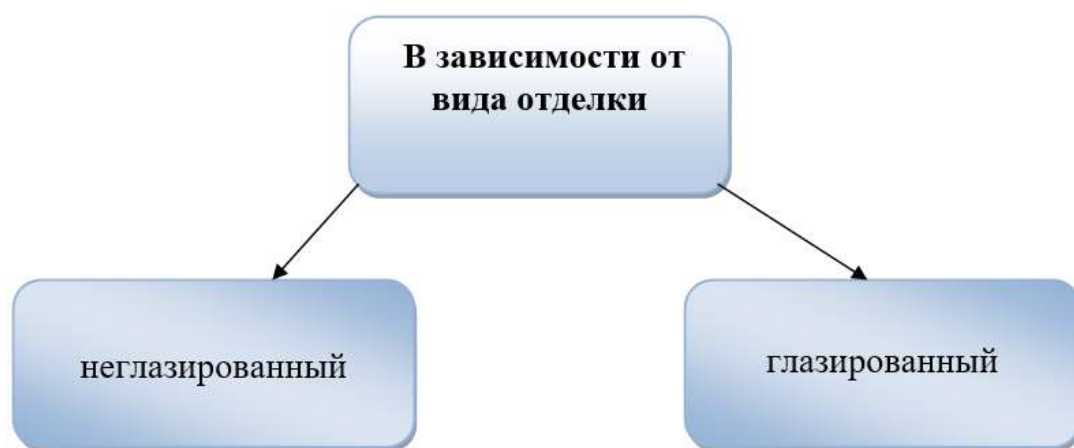 В зависимости от
вида отделки
неглазированный
глазированный